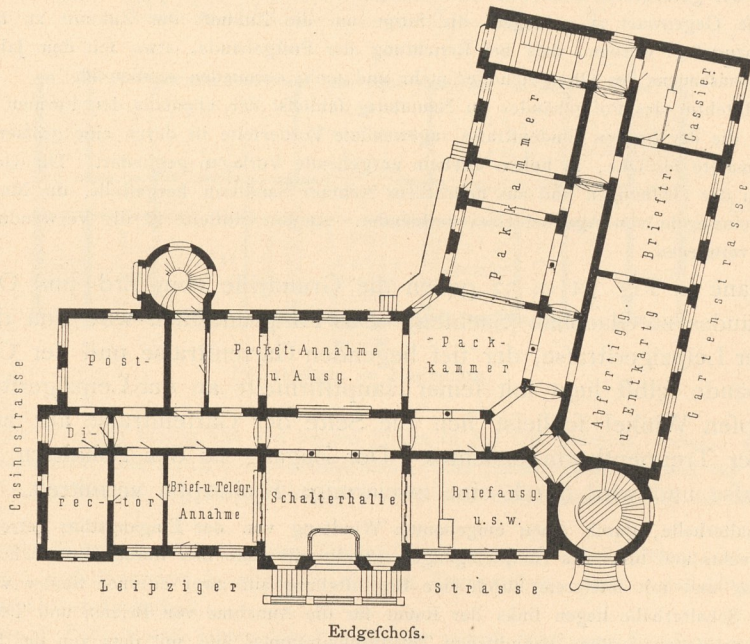 Cassier.
Packkammer
Brieftr.
Gartenstrasse
Abfertigg
u. Entkartg
Post-
Packet-Annahme
u. Ausg.
Pack-
kammer
Casinostrasse
Di-
rec-tor
Brief-u. Telegr.
Annahme
Schalterhalle
Briefausg.
u.s.w.
Leipziger Strasse
Erdgeſchoſs.